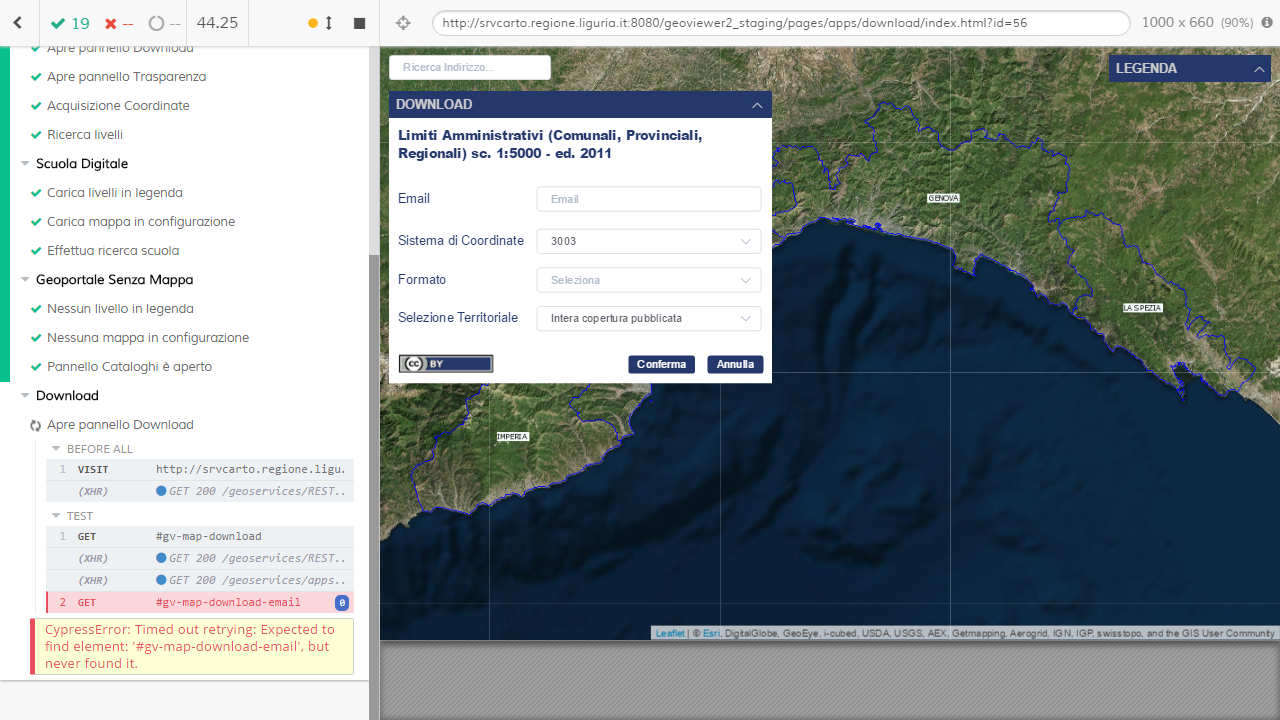 19
--
--
44.25
http://srvcarto.regione.liguria.it:8080/geoviewer2_staging/pages/apps/download/index.html?id=56
1000 x 660 (90%)
Apre pannello Download
Apre pannello Trasparenza
Acquisizione Coordinate
Ricerca livelli
Scuola Digitale
Carica livelli in legenda
Carica mappa in configurazione
Effettua ricerca scuola
Geoportale Senza Mappa
Nessun livello in legenda
Nessuna mappa in configurazione
Pannello Cataloghi è aperto
Download
Apre pannello Download
BEFORE ALL
1 VISIT http://srvcarto.regione.ligu.
(XHR) GET 200 /geoservices/REST..
TEST
1 GET #gv-map-download
(XHR) GET 200 /geoservices/REST..
(XHR) GET 200 /geoservices/apps..
2 GET #gv-map-download-email 0
CypressError: Timed out retrying: Expected to
find element: '#gv-map-download-email', but
never found it.
Ricerca Indirizzo...
LEGENDA
DOWNLOAD
Limiti Amministrativi (Comunali, Provinciali,
Regionali) sc. 1:5000 - ed. 2011
Email Email
Sistema di Coordinate 3003
Formato Seleziona
Selezione Territoriale Intera copertura pubblicata
cc BY
Conferma Annulla
GENOVA
LA SPEZIA
IMPERIA
Leaflet | © Esri, DigitalGlobe, GeoEye, i-cubed, USDA, USGS, AEX, Getmapping, Aerogrid, IGN, IGP, swisstopo, and the GIS User Community